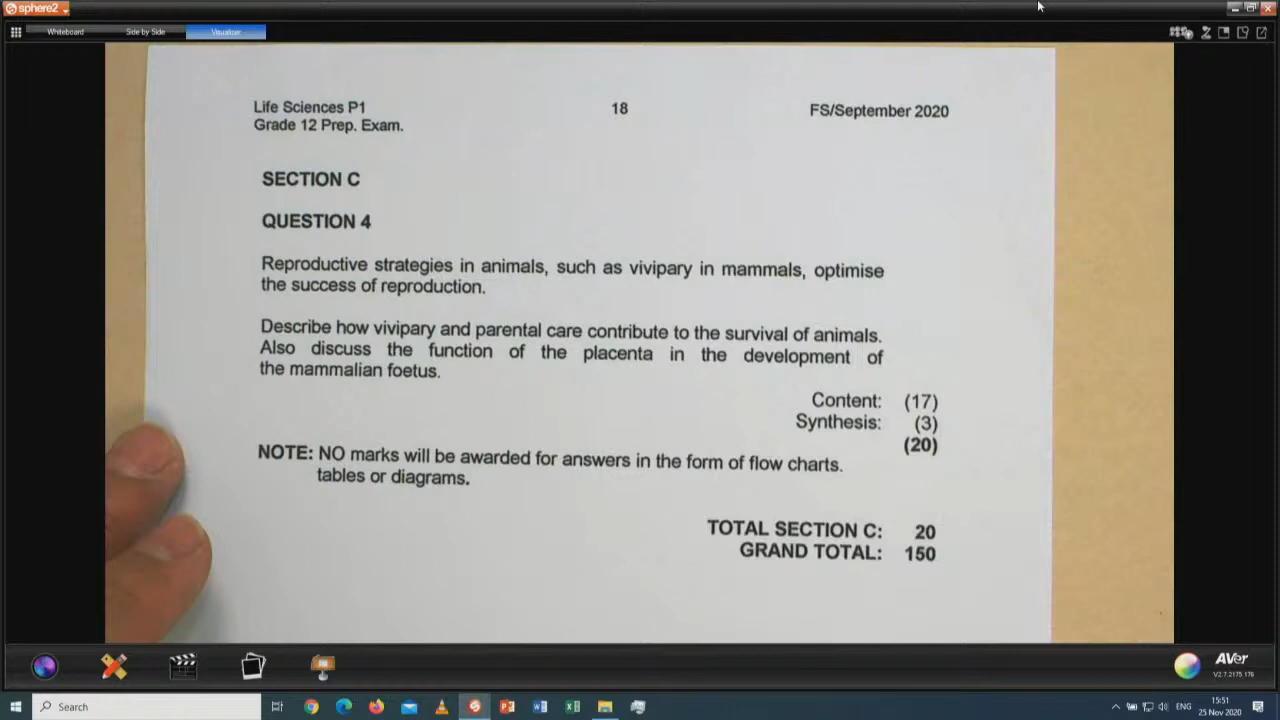 sphere2
Whiteboard
Side by Side
Visualizer
Life Sciences P1
18
FS/September 2020
Grade 12 Prep. Exam.
SECTION C
QUESTION 4
Reproductive strategies in animals, such as vivipary in mammals, optimise
the success of reproduction.
Describe how vivipary and parental care contribute to the survival of animals.
Also discuss the function of the placenta in the development of
the mammalian foetus.
Content: (17)
Synthesis: (3)
(20)
NOTE: NO marks will be awarded for answers in the form of flow charts.
tables or diagrams.
TOTAL SECTION C: 20
GRAND TOTAL: 150
AVer
V2.7.2175.176
Search
ENG
15:51
25 Nov 2020